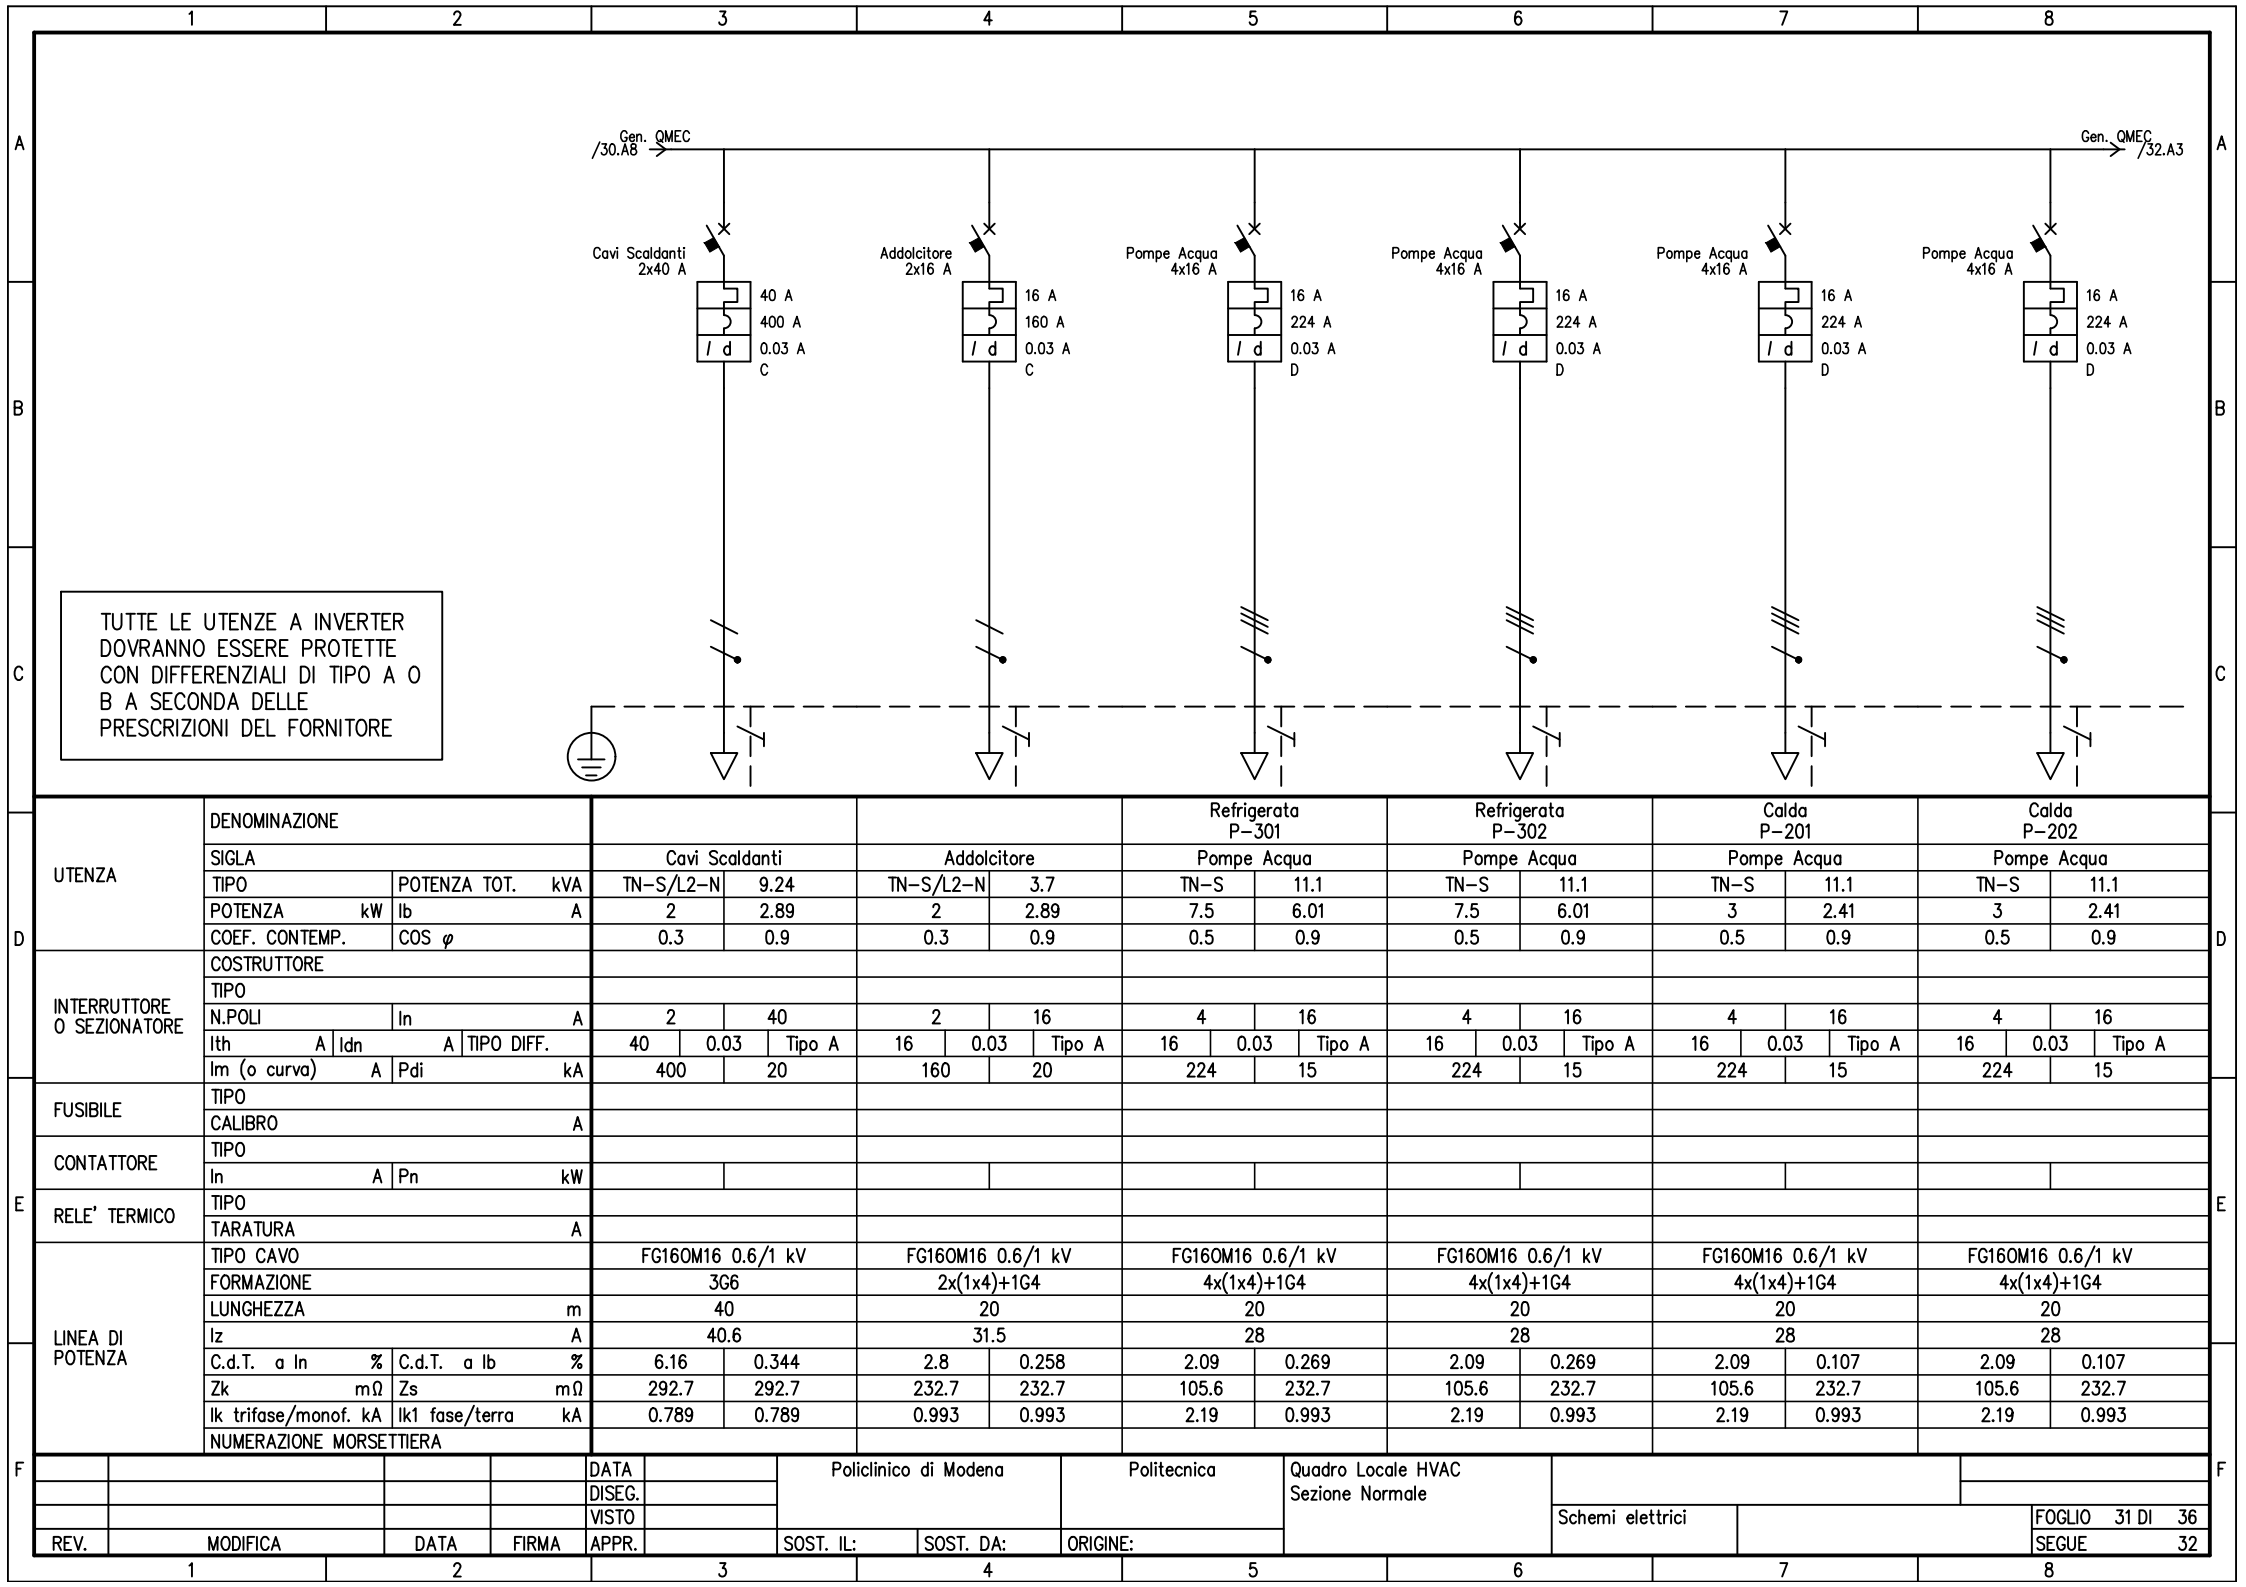 1 2 3 4 5 6 7 8
A A
Gen. QMEC
/30.A8
Gen. QMEC
/32.A3
Cavi Scaldanti
2x40 A
Addolcitore
2x16 A
Pompe Acqua
4x16 A
Pompe Acqua
4x16 A
Pompe Acqua
4x16 A
Pompe Acqua
4x16 A
40 A 16 A 16 A 16 A 16 A 16 A
400 A 160 A 224 A 224 A 224 A 224 A
I d 0.03 A I d 0.03 A I d 0.03 A I d 0.03 A I d 0.03 A I d 0.03 A
C C D D D D
B B
TUTTE LE UTENZE A INVERTER
DOVRANNO ESSERE PROTETTE
CON DIFFERENZIALI DI TIPO A O
B A SECONDA DELLE
PRESCRIZIONI DEL FORNITORE
C C
UTENZA
DENOMINAZIONE Refrigerata P-301 Refrigerata P-302 Calda P-201 Calda P-202
SIGLA Cavi Scaldanti Addolcitore Pompe Acqua Pompe Acqua Pompe Acqua Pompe Acqua
TIPO POTENZA TOT. kVA TN-S/L2-N 9.24 TN-S/L2-N 3.7 TN-S 11.1 TN-S 11.1 TN-S 11.1 TN-S 11.1
POTENZA kW Ib A 2 2.89 2 2.89 7.5 6.01 7.5 6.01 3 2.41 3 2.41
COEF. CONTEMP. COS φ 0.3 0.9 0.3 0.9 0.5 0.9 0.5 0.9 0.5 0.9 0.5 0.9
D D
INTERRUTTORE
O SEZIONATORE
COSTRUTTORE
TIPO
N.POLI In A 2 40 2 16 4 16 4 16 4 16 4 16
Ith A Idn A TIPO DIFF. 40 0.03 Tipo A 16 0.03 Tipo A 16 0.03 Tipo A 16 0.03 Tipo A 16 0.03 Tipo A 16 0.03 Tipo A
Im (o curva) A Pdi kA 400 20 160 20 224 15 224 15 224 15 224 15
FUSIBILE
TIPO
CALIBRO A
CONTATTORE
TIPO
In A Pn kW
E E
RELE' TERMICO
TIPO
TARATURA A
LINEA DI
POTENZA
TIPO CAVO FG16OM16 0.6/1 kV FG16OM16 0.6/1 kV FG16OM16 0.6/1 kV FG16OM16 0.6/1 kV FG16OM16 0.6/1 kV FG16OM16 0.6/1 kV
FORMAZIONE 3G6 2x(1x4)+1G4 4x(1x4)+1G4 4x(1x4)+1G4 4x(1x4)+1G4 4x(1x4)+1G4
LUNGHEZZA m 40 20 20 20 20 20
Iz A 40.6 31.5 28 28 28 28
C.d.T. a In % C.d.T. a Ib % 6.16 0.344 2.8 0.258 2.09 0.269 2.09 0.269 2.09 0.107 2.09 0.107
Zk mΩ Zs mΩ 292.7 292.7 232.7 232.7 105.6 232.7 105.6 232.7 105.6 232.7 105.6 232.7
Ik trifase/monof. kA Ik1 fase/terra kA 0.789 0.789 0.993 0.993 2.19 0.993 2.19 0.993 2.19 0.993 2.19 0.993
NUMERAZIONE MORSETTIERA
F F
DATA Policlinico di Modena Politecnica Quadro Locale HVAC
DISEG. Sezione Normale
VISTO Schemi elettrici FOGLIO 31 DI 36
REV. MODIFICA DATA FIRMA APPR. SOST. IL: SOST. DA: ORIGINE: SEGUE 32
1 2 3 4 5 6 7 8